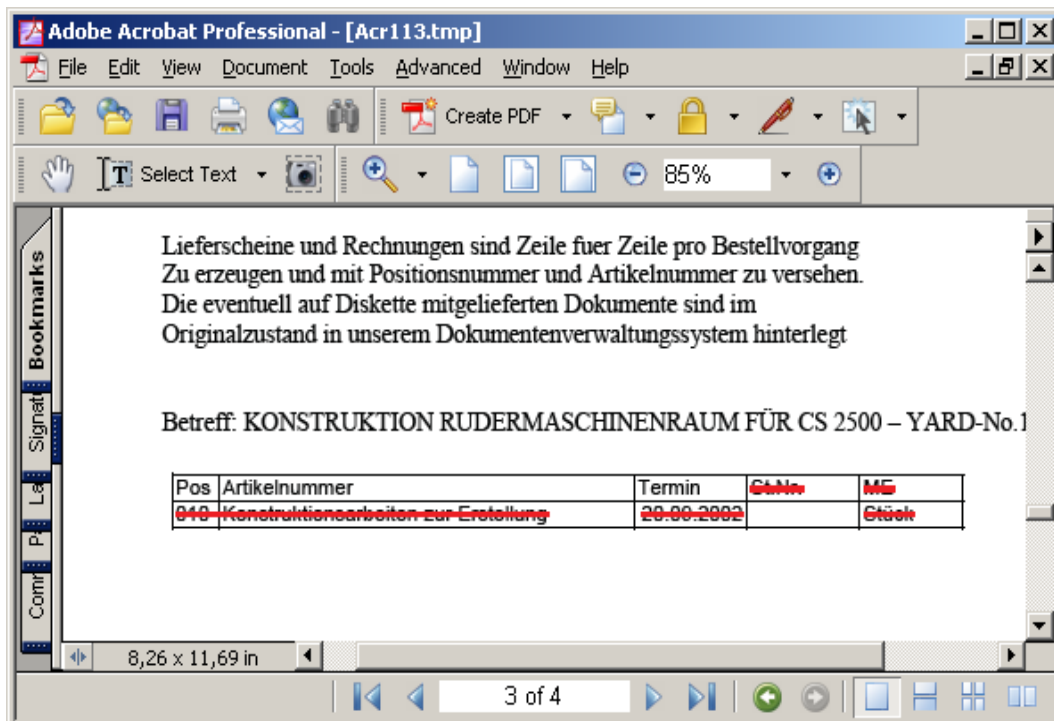 Adobe Acrobat Professional - [Acr113.tmp]
File Edit View Document Tools Advanced Window Help
Create PDF
Select Text 85%
Bookmarks
Signat
La
Pa
Comr
Lieferscheine und Rechnungen sind Zeile fuer Zeile pro Bestellvorgang
Zu erzeugen und mit Positionsnummer und Artikelnummer zu versehen.
Die eventuell auf Diskette mitgelieferten Dokumente sind im
Originalzustand in unserem Dokumentenverwaltungssystem hinterlegt
Betreff: KONSTRUKTION RUDERMASCHINENRAUM FÜR CS 2500 – YARD-No.1
Pos Artikelnummer Termin St.No. ME
010 Konstruktionsarbeiten zur Erstellung Stück
8,26 x 11,69 in
3 of 4